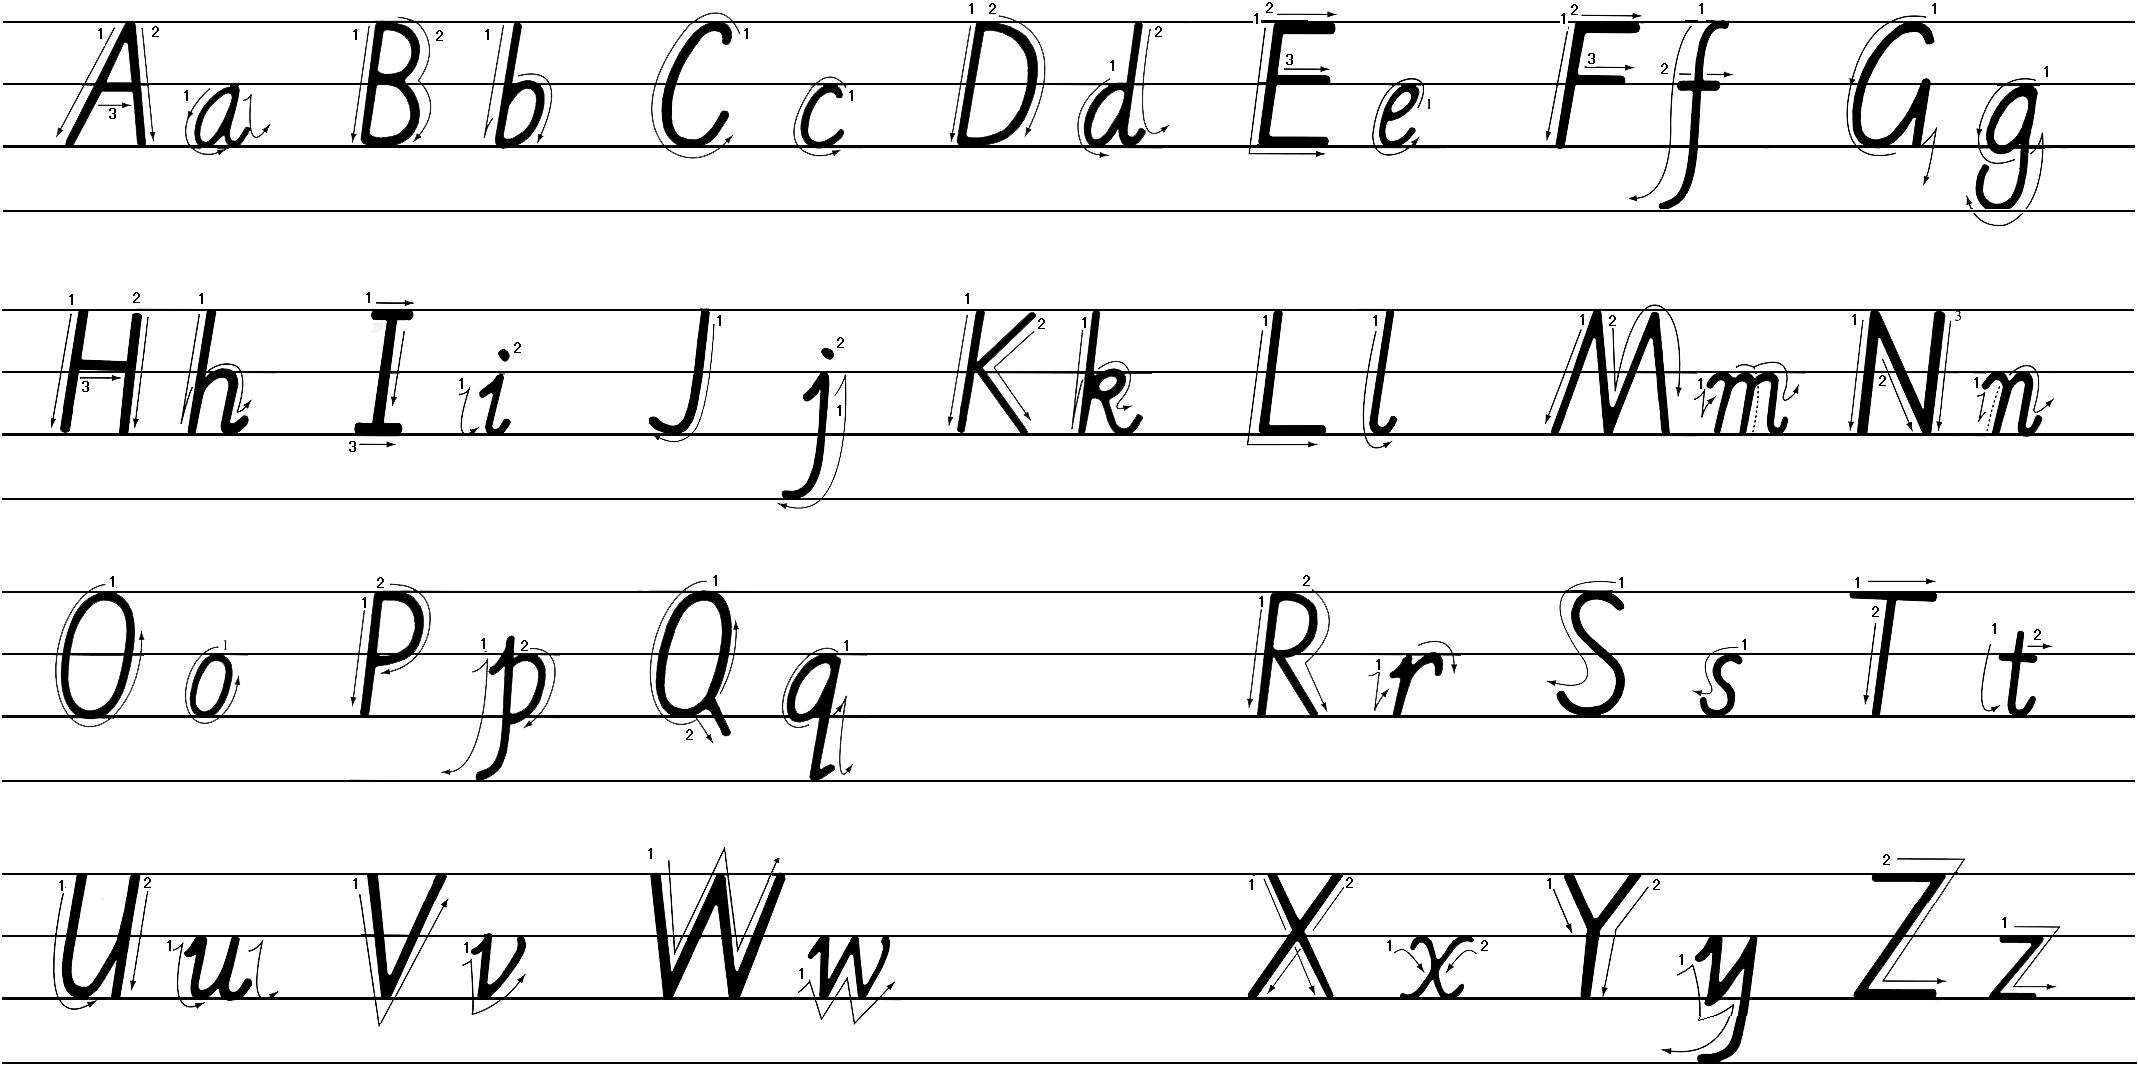 Aa Bb Cc Dd Ee Ff Gg
Hh Ii Jj Kk Ll Mm Nn
Oo Pp Qq Rr Ss Tt
Uu Vv Ww Xx Yy Zz